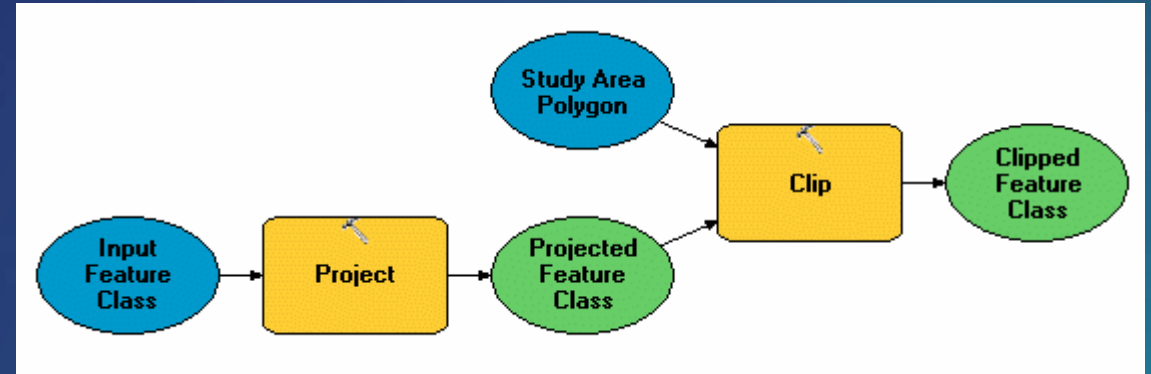 Study Area
Polygon
Clip
Clipped
Feature
Class
Input
Feature
Class
Project
Projected
Feature
Class